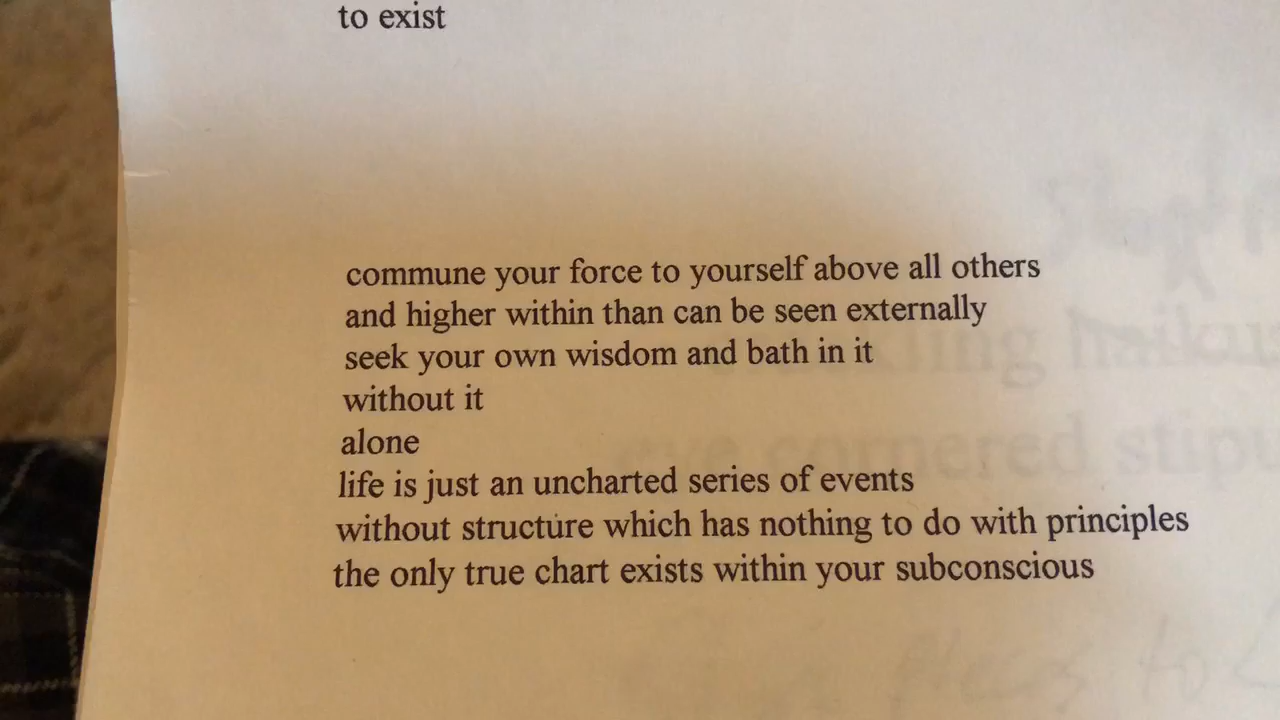 to exist
commune your force to yourself above all others
and higher within than can be seen externally
seek your own wisdom and bath in it
without it
alone
life is just an uncharted series of events
without structure which has nothing to do with principles
the only true chart exists within your subconscious